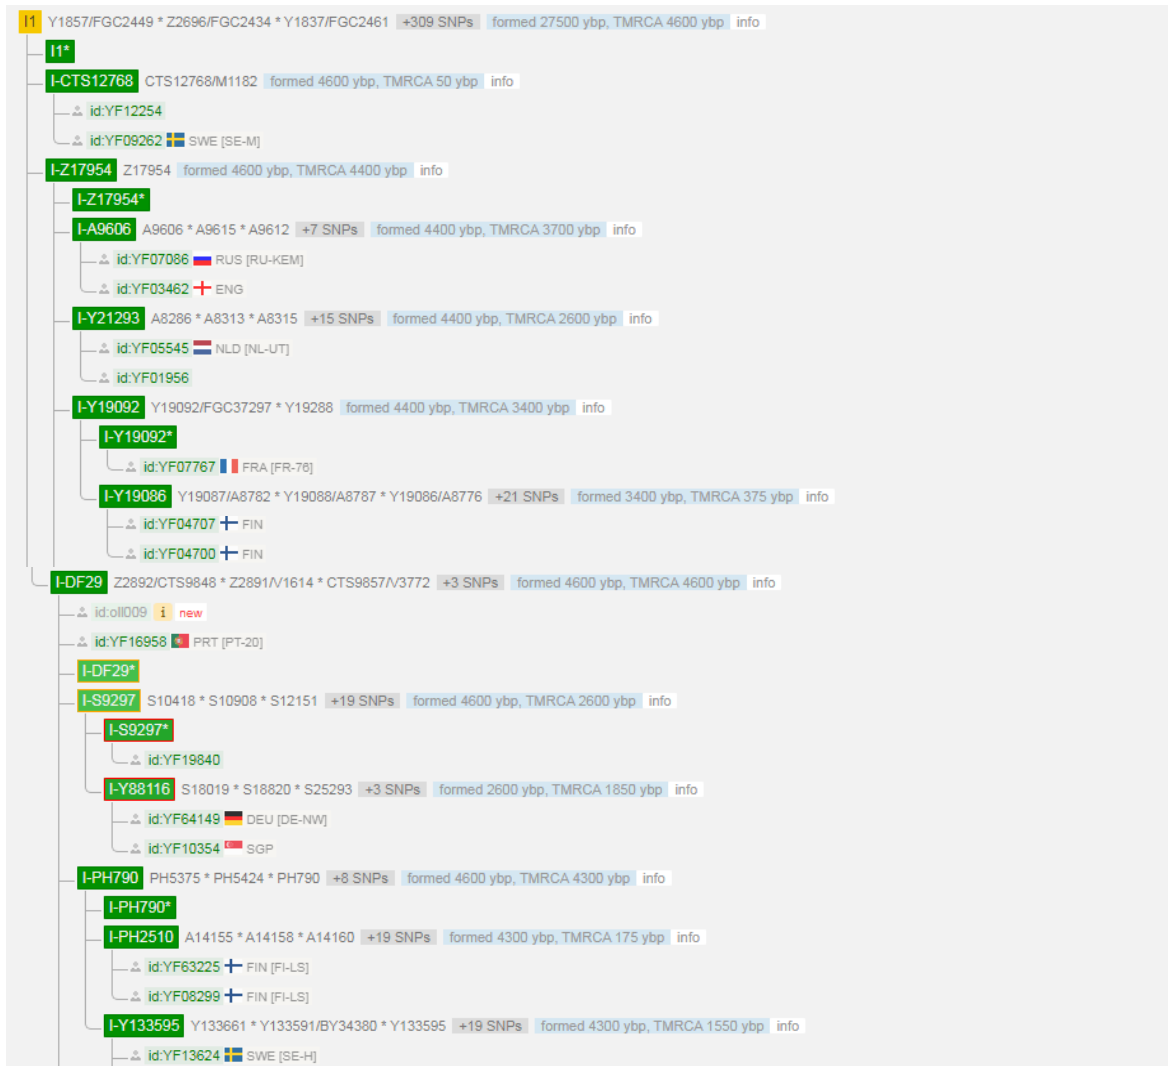 I1 Y1857/FGC2449 * Z2696/FGC2434 * Y1837/FGC2461 +309 SNPs formed 27500 ybp, TMRCA 4600 ybp info
I1*
I-CTS12768 CTS12768/M1182 formed 4600 ybp, TMRCA 50 ybp info
id:YF12254
id:YF09262 SWE [SE-M]
I-Z17954 Z17954 formed 4600 ybp, TMRCA 4400 ybp info
I-Z17954*
I-A9606 A9606 * A9615 * A9612 +7 SNPs formed 4400 ybp, TMRCA 3700 ybp info
id:YF07086 RUS [RU-KEM]
id:YF03462 ENG
I-Y21293 A8286 * A8313 * A8315 +15 SNPs formed 4400 ybp, TMRCA 2600 ybp info
id:YF05545 NLD [NL-UT]
id:YF01956
I-Y19092 Y19092/FGC37297 * Y19288 formed 4400 ybp, TMRCA 3400 ybp info
I-Y19092*
id:YF07767 FRA [FR-76]
I-Y19086 Y19087/A8782 * Y19088/A8787 * Y19086/A8776 +21 SNPs formed 3400 ybp, TMRCA 375 ybp info
id:YF04707 FIN
id:YF04700 FIN
I-DF29 Z2892/CTS9848 * Z2891/V1614 * CTS9857/V3772 +3 SNPs formed 4600 ybp, TMRCA 4600 ybp info
id:oll009 i new
id:YF16958 PRT [PT-20]
I-DF29*
I-S9297 S10418 * S10908 * S12151 +19 SNPs formed 4600 ybp, TMRCA 2600 ybp info
I-S9297*
id:YF19840
I-Y88116 S18019 * S18820 * S25293 +3 SNPs formed 2600 ybp, TMRCA 1850 ybp info
id:YF64149 DEU [DE-NW]
id:YF10354 SGP
I-PH790 PH5375 * PH5424 * PH790 +8 SNPs formed 4600 ybp, TMRCA 4300 ybp info
I-PH790*
I-PH2510 A14155 * A14158 * A14160 +19 SNPs formed 4300 ybp, TMRCA 175 ybp info
id:YF63225 FIN [FI-LS]
id:YF08299 FIN [FI-LS]
I-Y133595 Y133661 * Y133591/BY34380 * Y133595 +19 SNPs formed 4300 ybp, TMRCA 1550 ybp info
id:YF13624 SWE [SE-H]